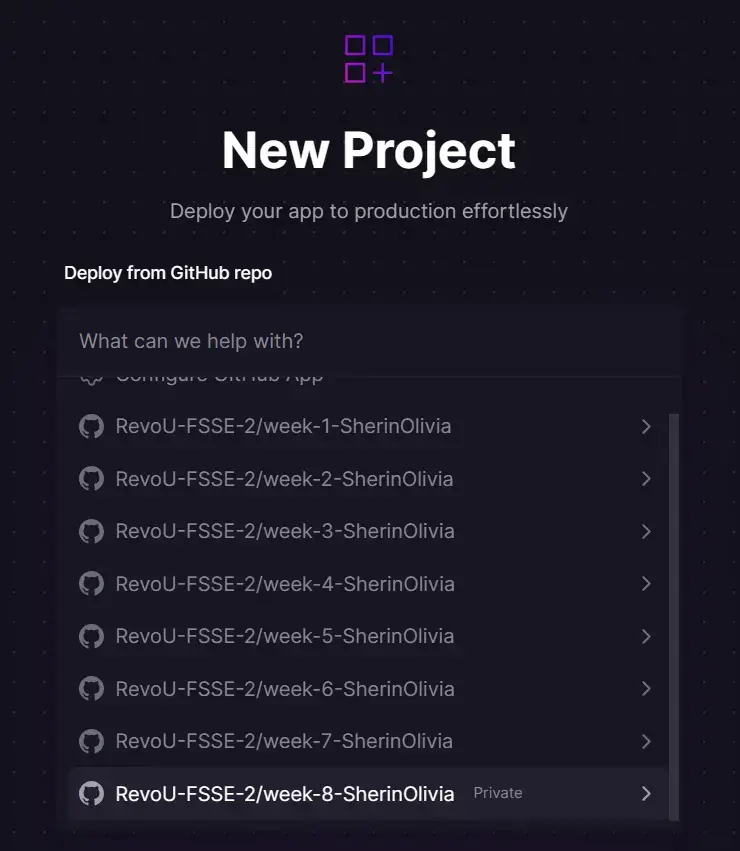 New Project
Deploy your app to production effortlessly
Deploy from GitHub repo
What can we help with?
Configure GitHub App
RevoU-FSSE-2/week-1-SherinOlivia
RevoU-FSSE-2/week-2-SherinOlivia
RevoU-FSSE-2/week-3-SherinOlivia
RevoU-FSSE-2/week-4-SherinOlivia
RevoU-FSSE-2/week-5-SherinOlivia
RevoU-FSSE-2/week-6-SherinOlivia
RevoU-FSSE-2/week-7-SherinOlivia
RevoU-FSSE-2/week-8-SherinOlivia Private